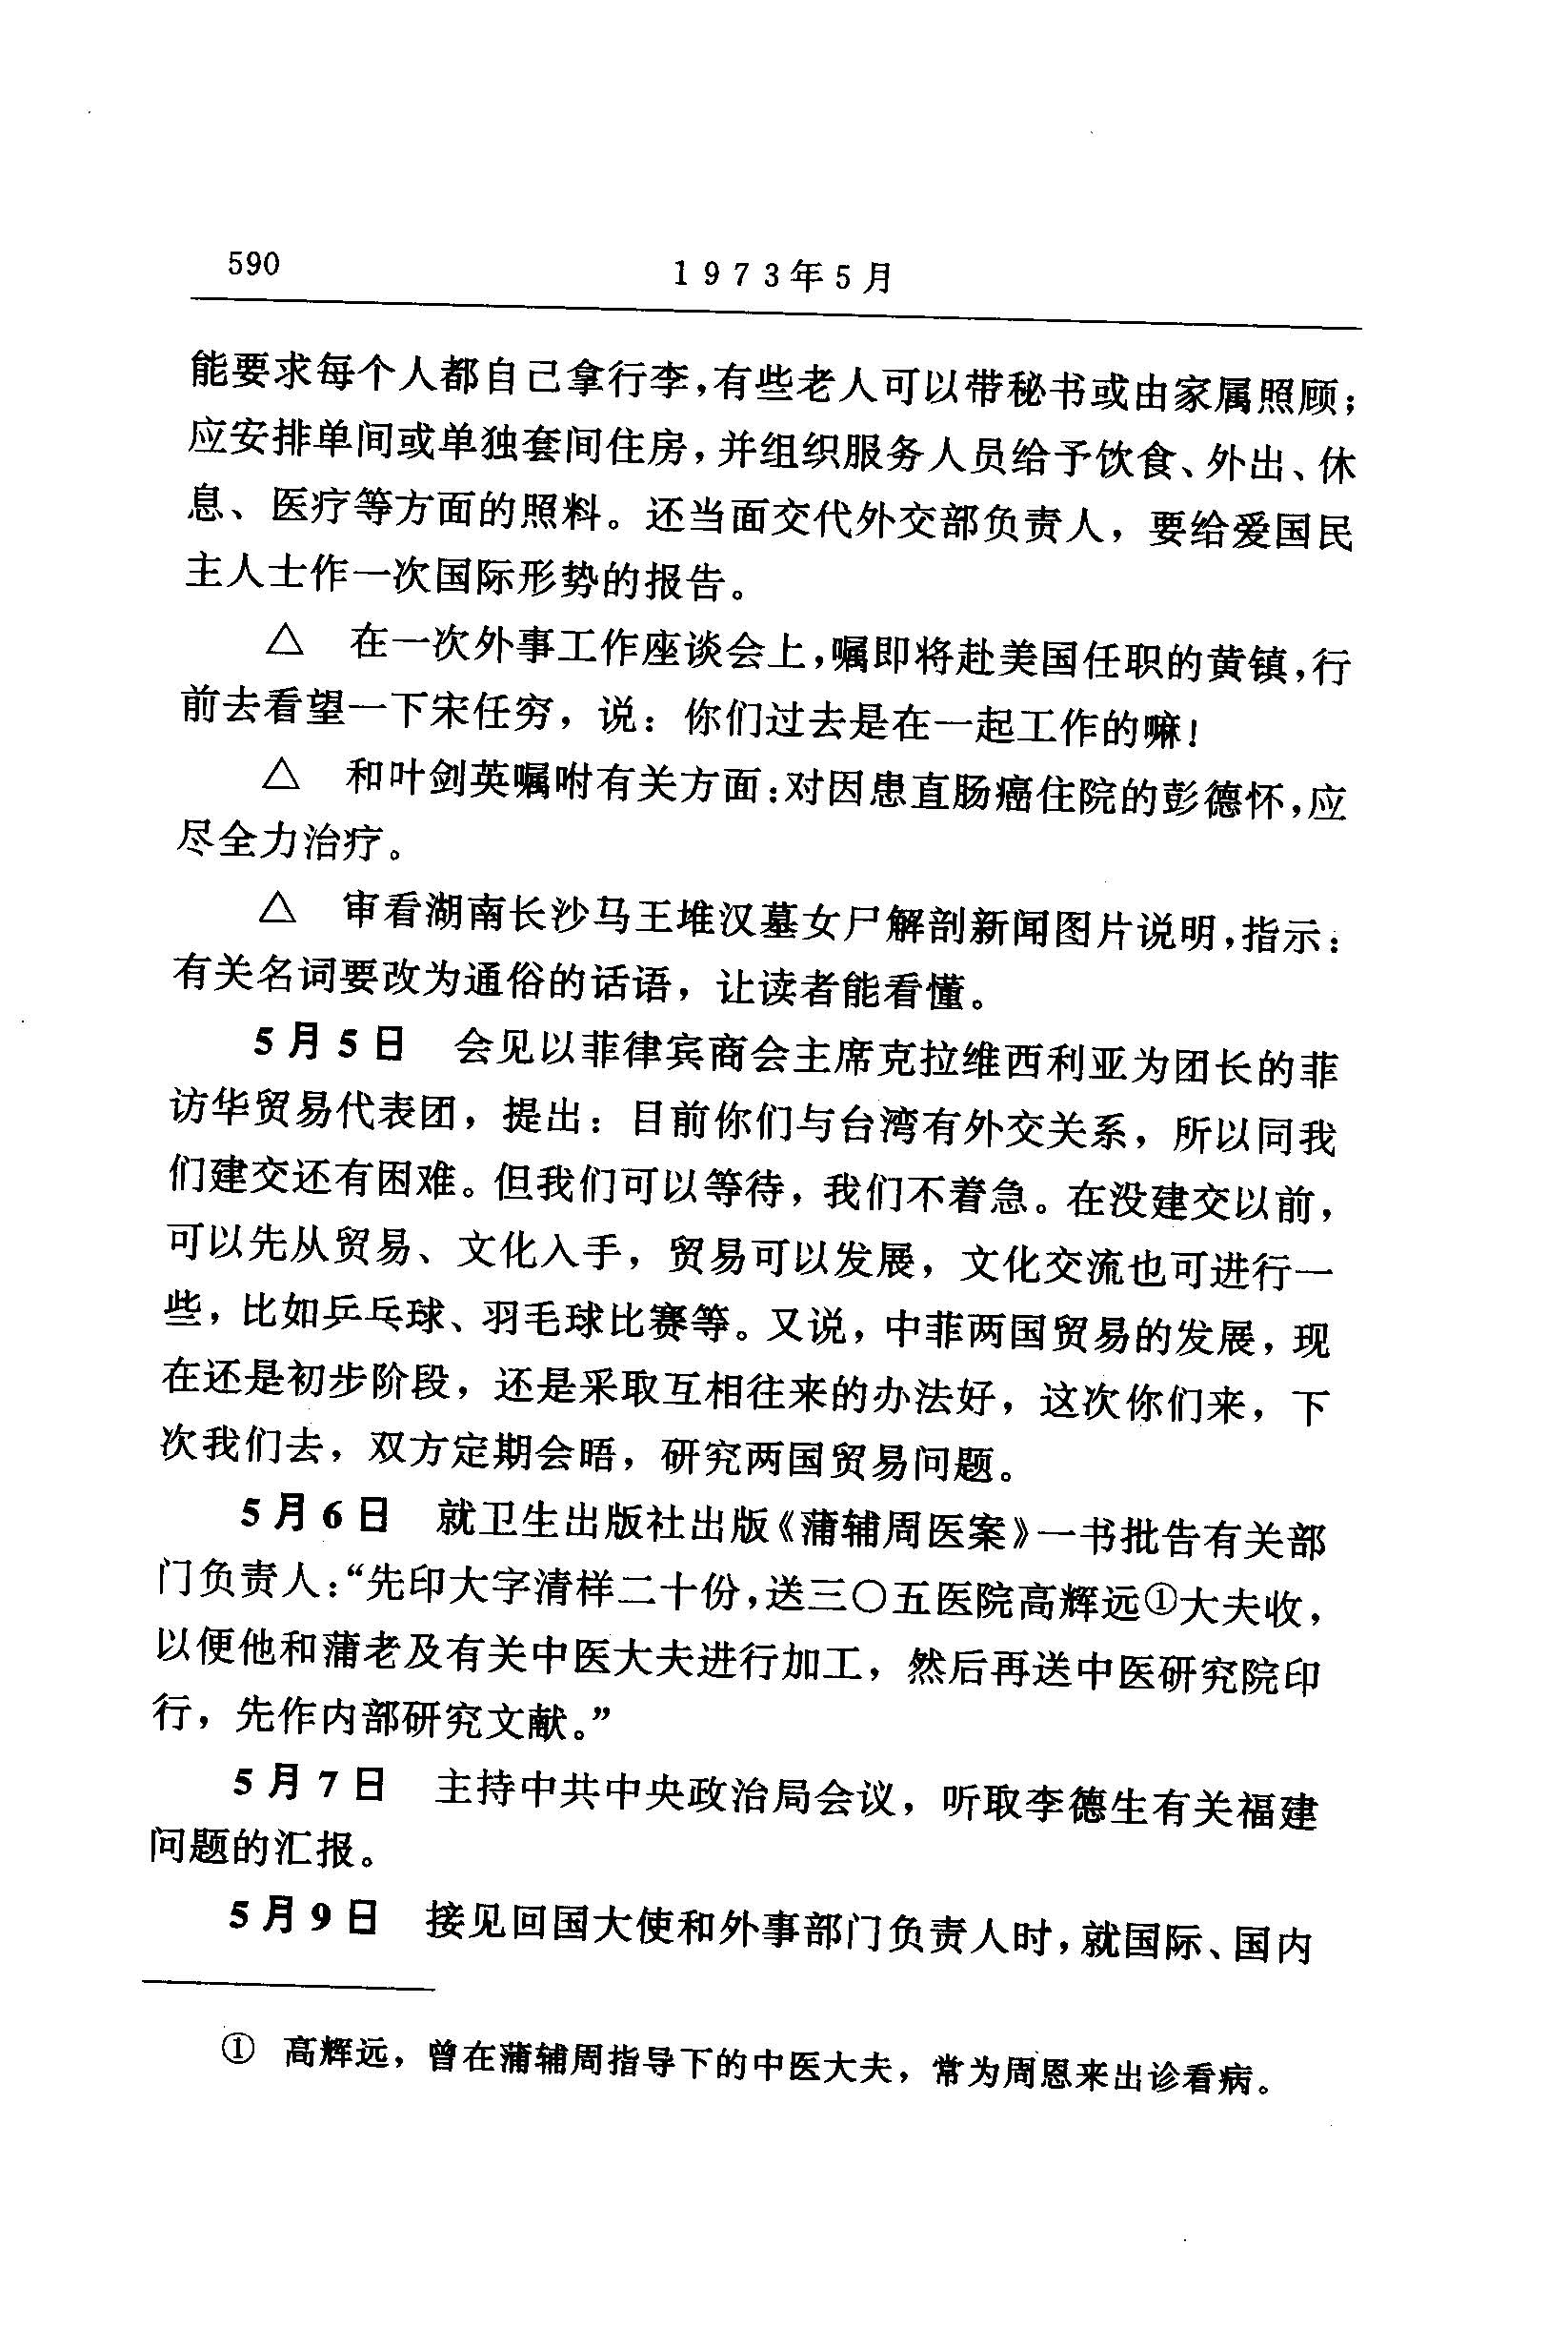 590
1973年5月
能要求每个人都自己拿行李，有些老人可以带秘书或由家属照顾；
应安排单间或单独套间住房，并组织服务人员给予饮食、外出、休
息、医疗等方面的照料。还当面交代外交部负责人，要给爱国民
主人士作一次国际形势的报告。
△　在一次外事工作座谈会上，嘱即将赴美国任职的黄镇，行
前去看望一下宋任穷，说：你们过去是在一起工作的嘛！
△　和叶剑英嘱咐有关方面：对因患直肠癌住院的彭德怀，应
尽全力治疗。
△　审看湖南长沙马王堆汉墓女尸解剖新闻图片说明，指示：
有关名词要改为通俗的话语，让读者能看懂。
5月5日　会见以菲律宾商会主席克拉维西利亚为团长的菲
访华贸易代表团，提出：目前你们与台湾有外交关系，所以同我
们建交还有困难。但我们可以等待，我们不着急。在没建交以前，
可以先从贸易、文化入手，贸易可以发展，文化交流也可进行一
些，比如乒乓球、羽毛球比赛等。又说，中菲两国贸易的发展，现
在还是初步阶段，还是采取互相往来的办法好，这次你们来，下
次我们去，双方定期会晤，研究两国贸易问题。
5月6日　就卫生出版社出版《蒲辅周医案》一书批告有关部
门负责人：“先印大字清样二十份，送三〇五医院高辉远①大夫收，
以便他和蒲老及有关中医大夫进行加工，然后再送中医研究院印
行，先作内部研究文献。”
5月7日　主持中共中央政治局会议，听取李德生有关福建
问题的汇报。
5月9日　接见回国大使和外事部门负责人时，就国际、国内
①　高辉远，曾在蒲辅周指导下的中医大夫，常为周恩来出诊看病。